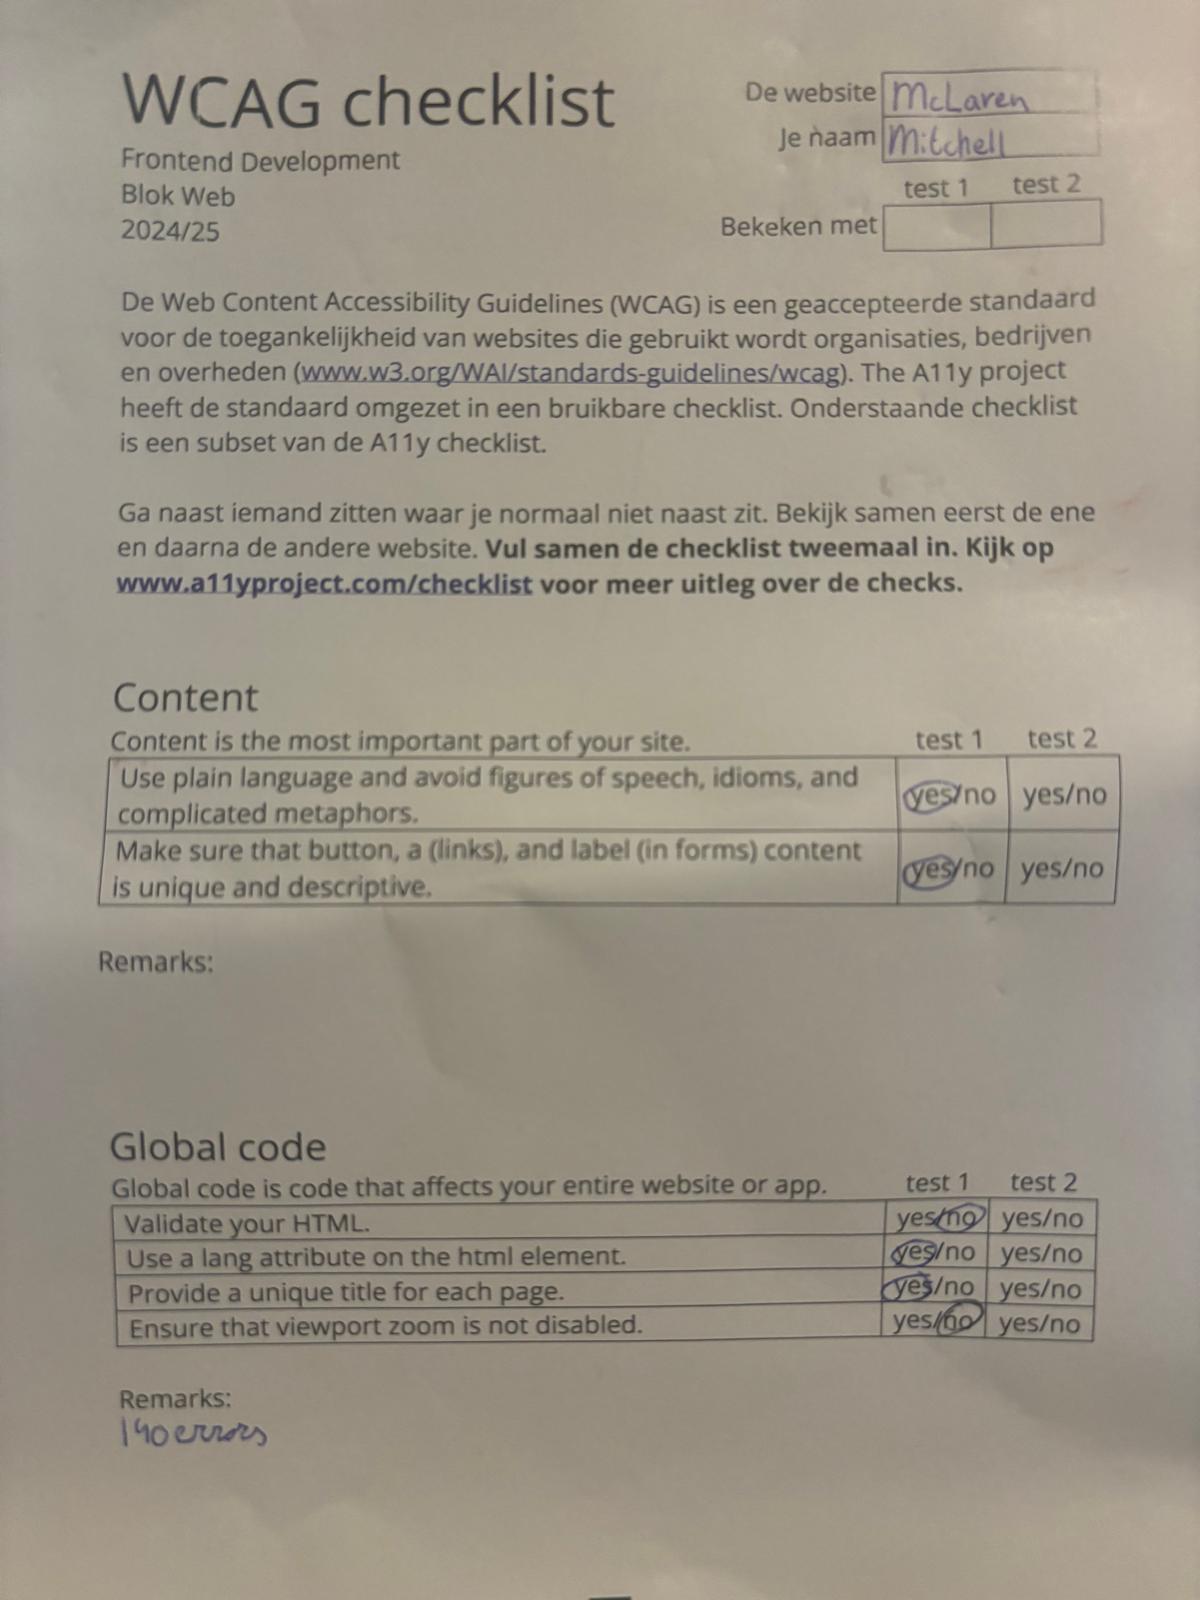 WCAG checklist
Frontend Development
Blok Web
2024/25
De website McLaren
Je naam Mitchell
test 1 test 2
Bekeken met
De Web Content Accessibility Guidelines (WCAG) is een geaccepteerde standaard
voor de toegankelijkheid van websites die gebruikt wordt organisaties, bedrijven
en overheden (www.w3.org/WAI/standards-guidelines/wcag). The A11y project
heeft de standaard omgezet in een bruikbare checklist. Onderstaande checklist
is een subset van de A11y checklist.
Ga naast iemand zitten waar je normaal niet naast zit. Bekijk samen eerst de ene
en daarna de andere website. Vul samen de checklist tweemaal in. Kijk op
www.a11yproject.com/checklist voor meer uitleg over de checks.
Content
Content is the most important part of your site. test 1 test 2
Use plain language and avoid figures of speech, idioms, and
complicated metaphors. yes/no yes/no
Make sure that button, a (links), and label (in forms) content
is unique and descriptive. yes/no yes/no
Remarks:
Global code
Global code is code that affects your entire website or app. test 1 test 2
Validate your HTML. yes/no yes/no
Use a lang attribute on the html element. yes/no yes/no
Provide a unique title for each page. yes/no yes/no
Ensure that viewport zoom is not disabled. yes/no yes/no
Remarks:
140 errors